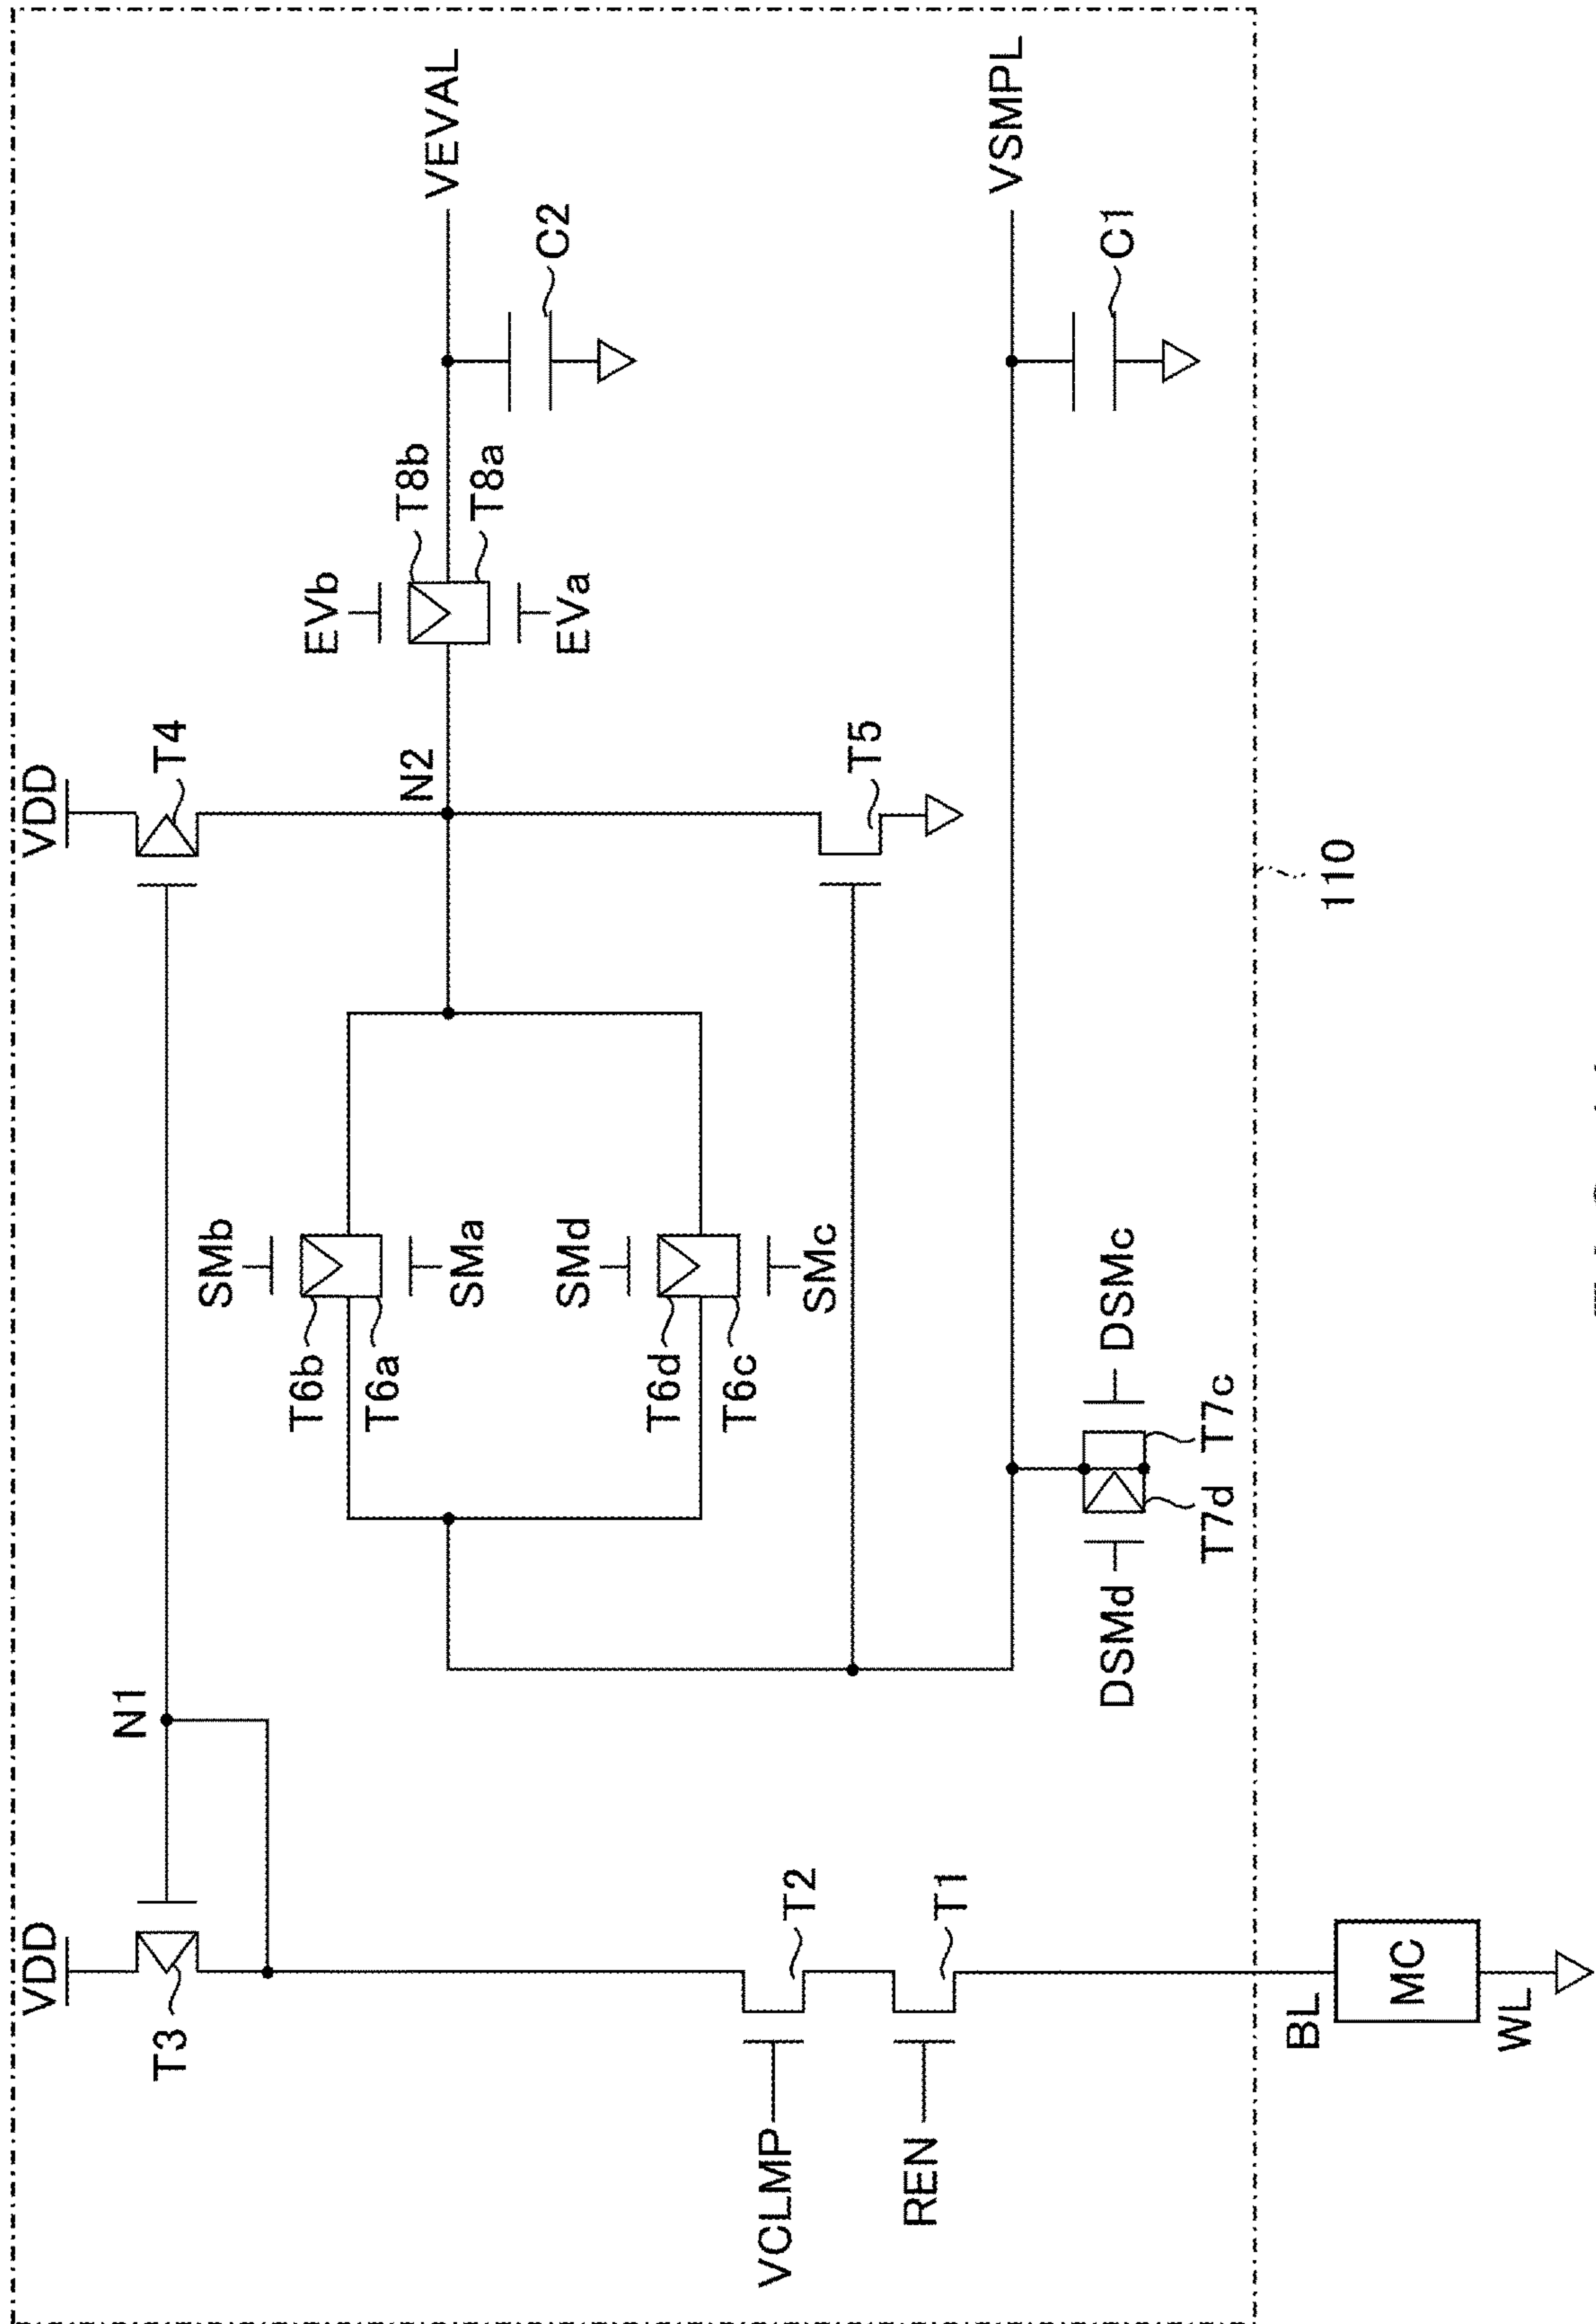 VDD
T3
N1
VDD
T4
SMb
T6b
T6a
SMa
SMd
T6d
T6c
SMc
N2
EVb
T8b
T8a
EVa
VEVAL
C2
T5
VCLMP
T2
REN
T1
DSMd
T7d
T7c
DSMc
VSMPL
C1
110
BL
MC
WL